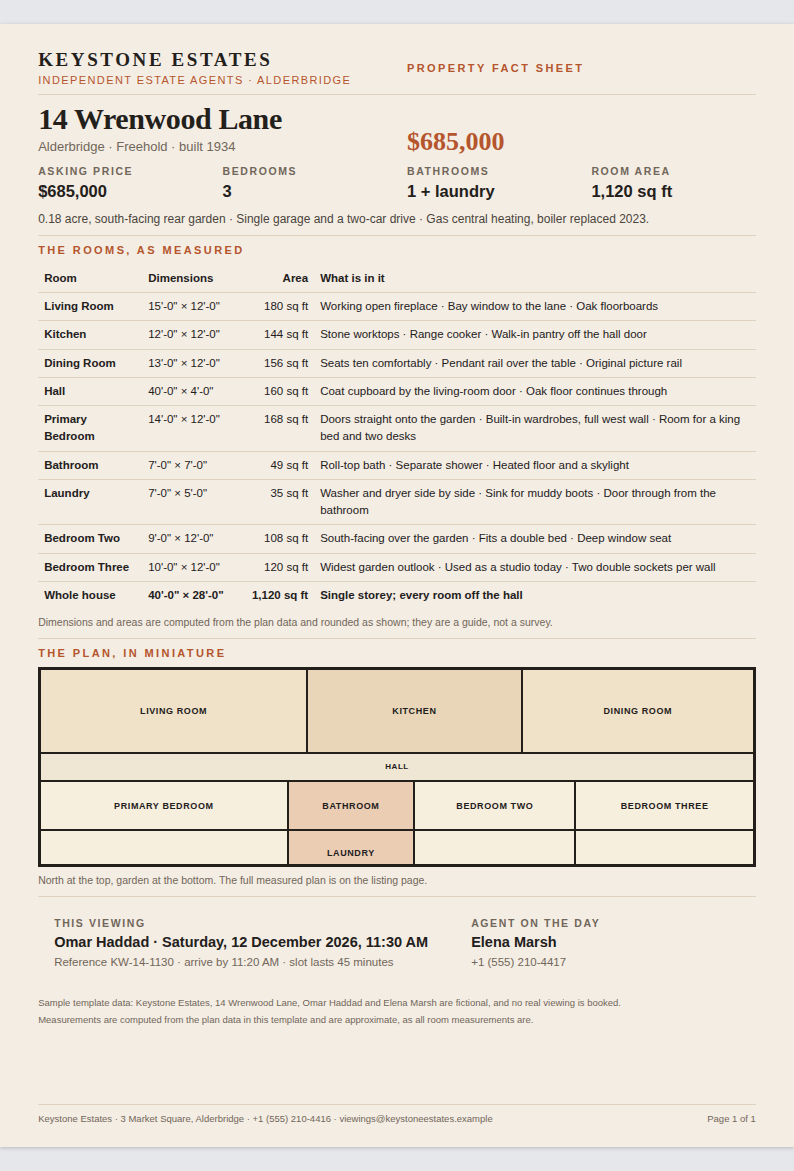 KEYSTONE ESTATES
INDEPENDENT ESTATE AGENTS · ALDERBRIDGE
PROPERTY FACT SHEET
14 Wrenwood Lane
Alderbridge · Freehold · built 1934
$685,000
ASKING PRICE BEDROOMS BATHROOMS ROOM AREA
$685,000 3 1 + laundry 1,120 sq ft
0.18 acre, south-facing rear garden · Single garage and a two-car drive · Gas central heating, boiler replaced 2023.
THE ROOMS, AS MEASURED
Room Dimensions Area What is in it
Living Room 15'-0" × 12'-0" 180 sq ft Working open fireplace · Bay window to the lane · Oak floorboards
Kitchen 12'-0" × 12'-0" 144 sq ft Stone worktops · Range cooker · Walk-in pantry off the hall door
Dining Room 13'-0" × 12'-0" 156 sq ft Seats ten comfortably · Pendant rail over the table · Original picture rail
Hall 40'-0" × 4'-0" 160 sq ft Coat cupboard by the living-room door · Oak floor continues through
Primary 14'-0" × 12'-0" 168 sq ft Doors straight onto the garden · Built-in wardrobes, full west wall · Room for a king
Bedroom bed and two desks
Bathroom 7'-0" × 7'-0" 49 sq ft Roll-top bath · Separate shower · Heated floor and a skylight
Laundry 7'-0" × 5'-0" 35 sq ft Washer and dryer side by side · Sink for muddy boots · Door through from the
bathroom
Bedroom Two 9'-0" × 12'-0" 108 sq ft South-facing over the garden · Fits a double bed · Deep window seat
Bedroom Three 10'-0" × 12'-0" 120 sq ft Widest garden outlook · Used as a studio today · Two double sockets per wall
Whole house 40'-0" × 28'-0" 1,120 sq ft Single storey; every room off the hall
Dimensions and areas are computed from the plan data and rounded as shown; they are a guide, not a survey.
THE PLAN, IN MINIATURE
LIVING ROOM KITCHEN DINING ROOM
HALL
PRIMARY BEDROOM BATHROOM BEDROOM TWO BEDROOM THREE
LAUNDRY
North at the top, garden at the bottom. The full measured plan is on the listing page.
THIS VIEWING AGENT ON THE DAY
Omar Haddad · Saturday, 12 December 2026, 11:30 AM Elena Marsh
Reference KW-14-1130 · arrive by 11:20 AM · slot lasts 45 minutes +1 (555) 210-4417
Sample template data: Keystone Estates, 14 Wrenwood Lane, Omar Haddad and Elena Marsh are fictional, and no real viewing is booked.
Measurements are computed from the plan data in this template and are approximate, as all room measurements are.
Keystone Estates · 3 Market Square, Alderbridge · +1 (555) 210-4416 · viewings@keystoneestates.example Page 1 of 1